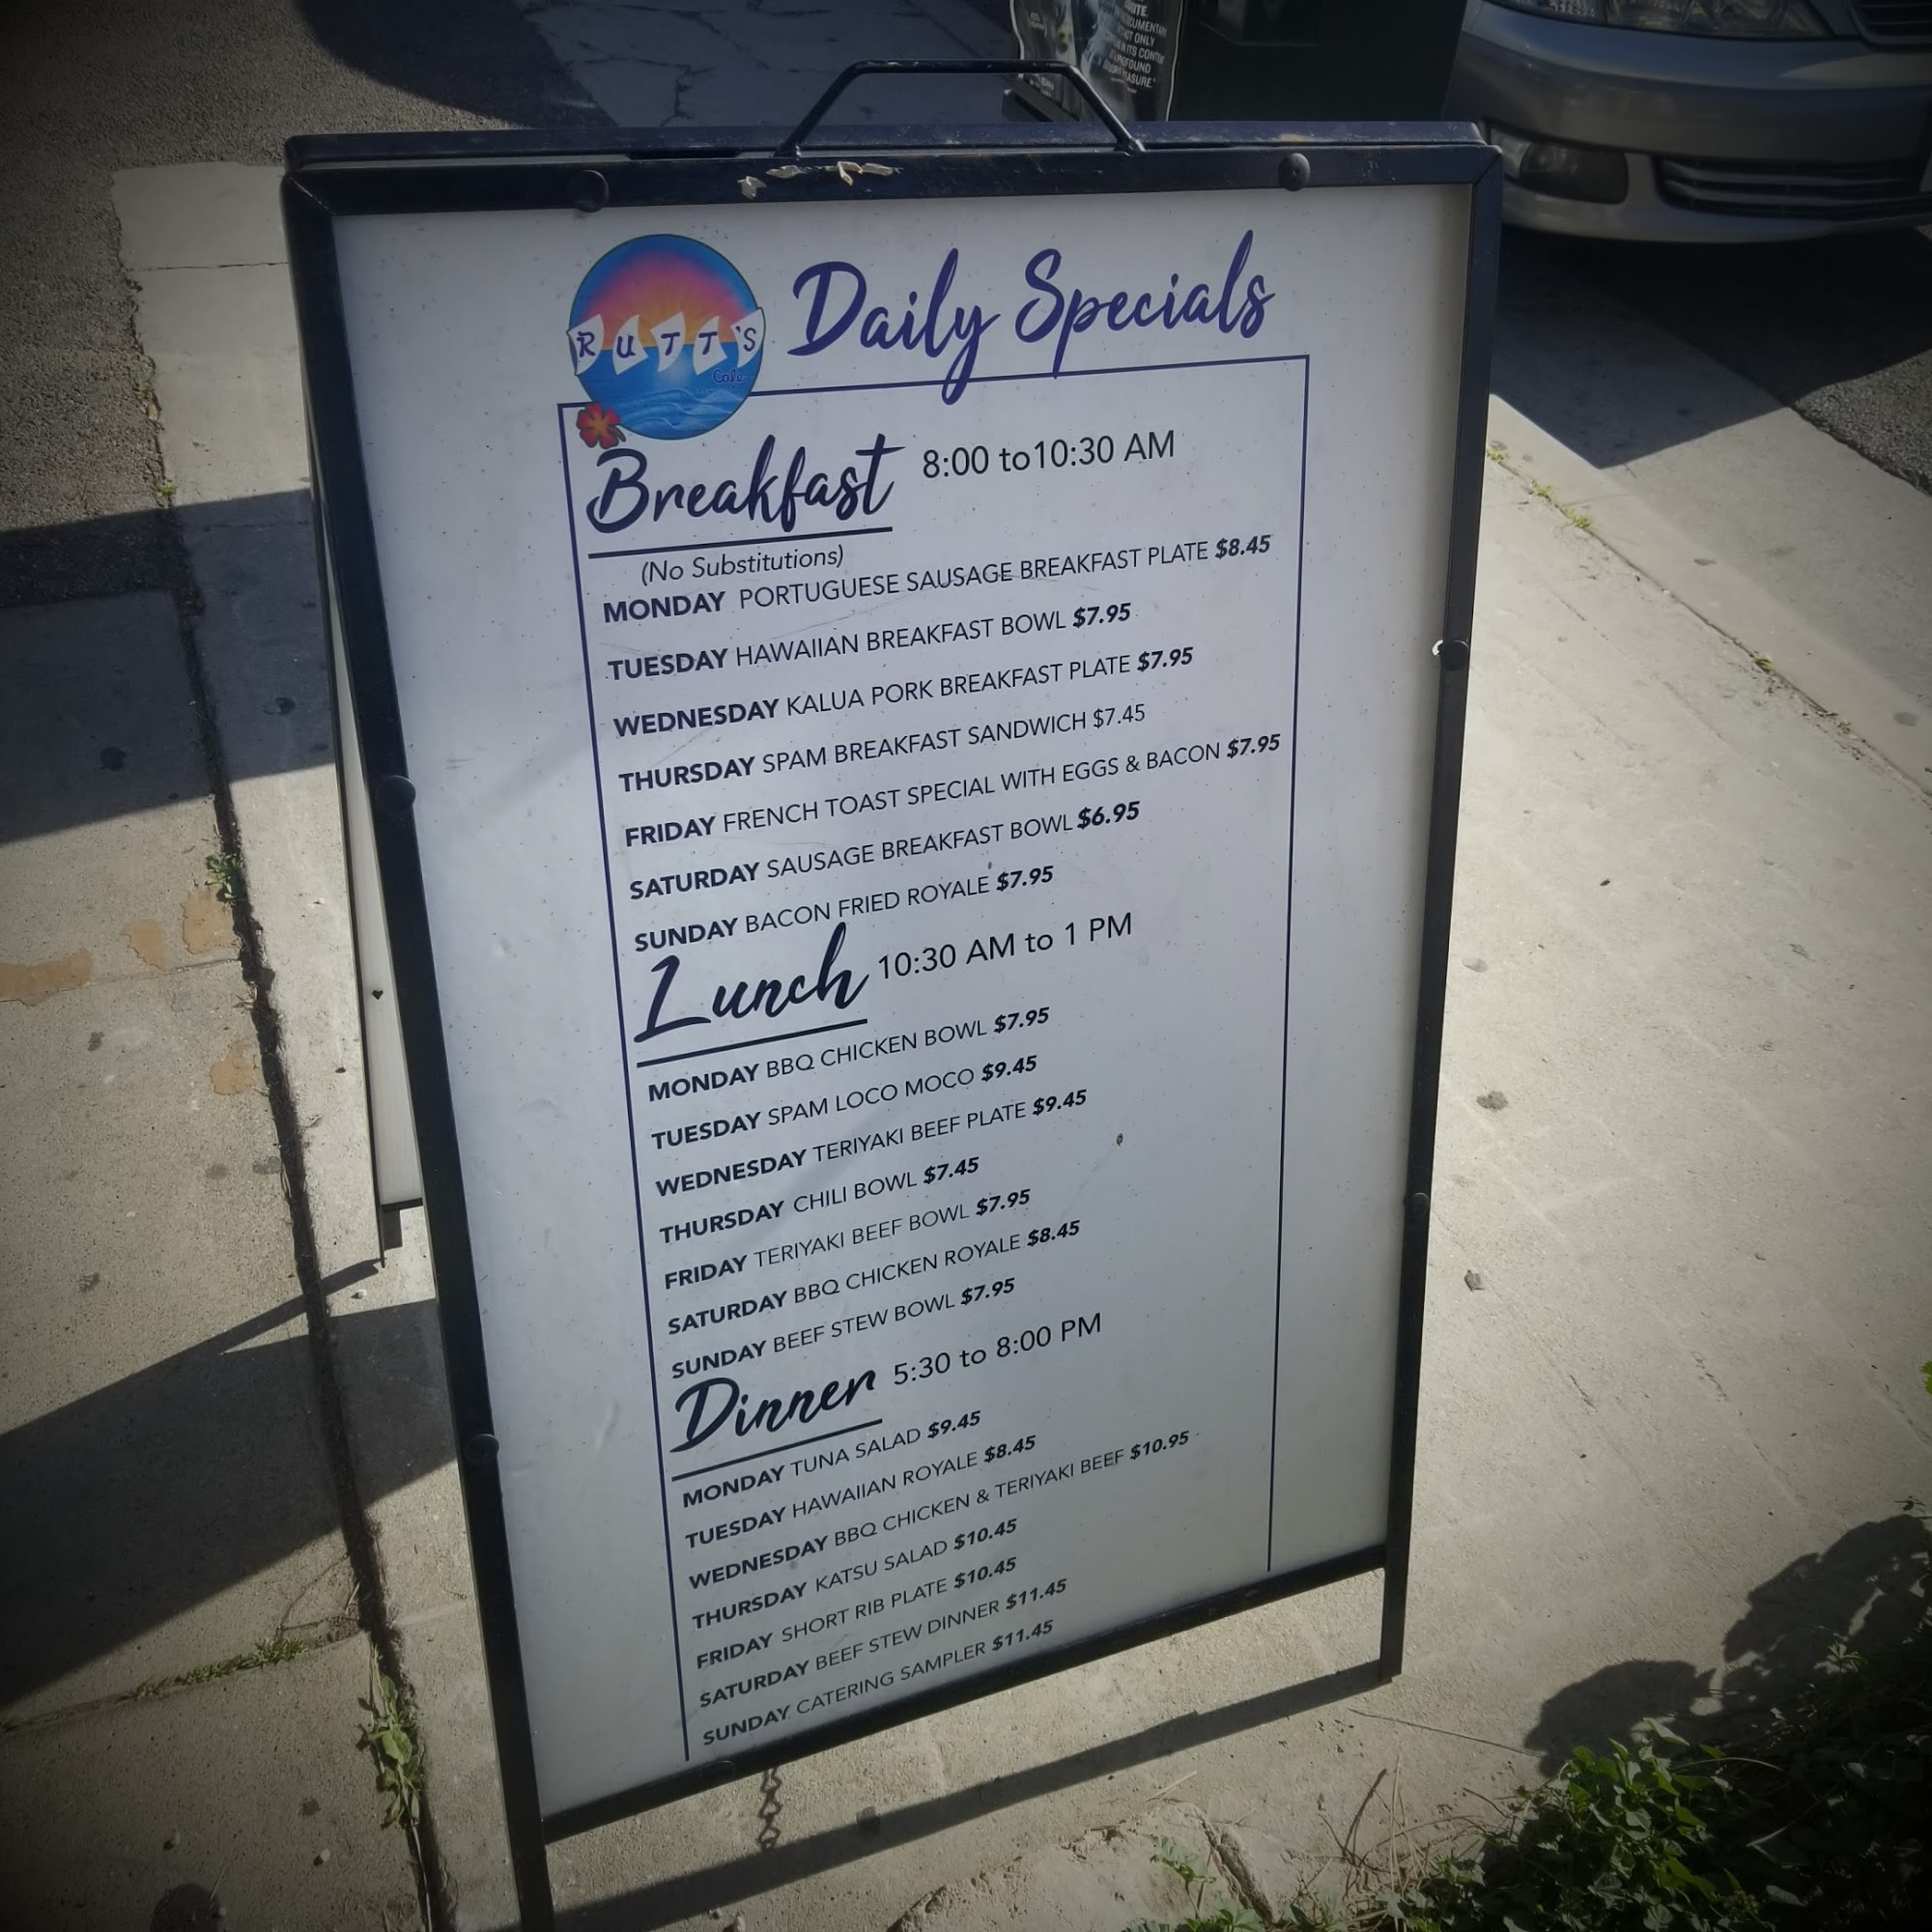 UTE.
DOCUMENTARY
NOT ONLY
IN ITS CONTENT
PROFOUND
RUTT'S
Cafe
Daily Specials
Breakfast 8:00 to10:30 AM
(No Substitutions)
MONDAY PORTUGUESE SAUSAGE BREAKFAST PLATE $8.45
TUESDAY HAWAIIAN BREAKFAST BOWL $7.95
WEDNESDAY KALUA PORK BREAKFAST PLATE $7.95
THURSDAY SPAM BREAKFAST SANDWICH $7.45
FRIDAY FRENCH TOAST SPECIAL WITH EGGS & BACON $7.95
SATURDAY SAUSAGE BREAKFAST BOWL $6.95
SUNDAY BACON FRIED ROYALE $7.95
Lunch 10:30 AM to 1 PM
MONDAY BBQ CHICKEN BOWL $7.95
TUESDAY SPAM LOCO MOCO $9.45
WEDNESDAY TERIYAKI BEEF PLATE $9.45
THURSDAY CHILI BOWL $7.45
FRIDAY TERIYAKI BEEF BOWL $7.95
SATURDAY BBQ CHICKEN ROYALE $8.45
SUNDAY BEEF STEW BOWL $7.95
Dinner 5:30 to 8:00 PM
MONDAY TUNA SALAD $9.45
TUESDAY HAWAIIAN ROYALE $8.45
WEDNESDAY BBQ CHICKEN & TERIYAKI BEEF $10.95
THURSDAY KATSU SALAD $10.45
FRIDAY SHORT RIB PLATE $10.45
SATURDAY BEEF STEW DINNER $11.45
SUNDAY CATERING SAMPLER $11.45